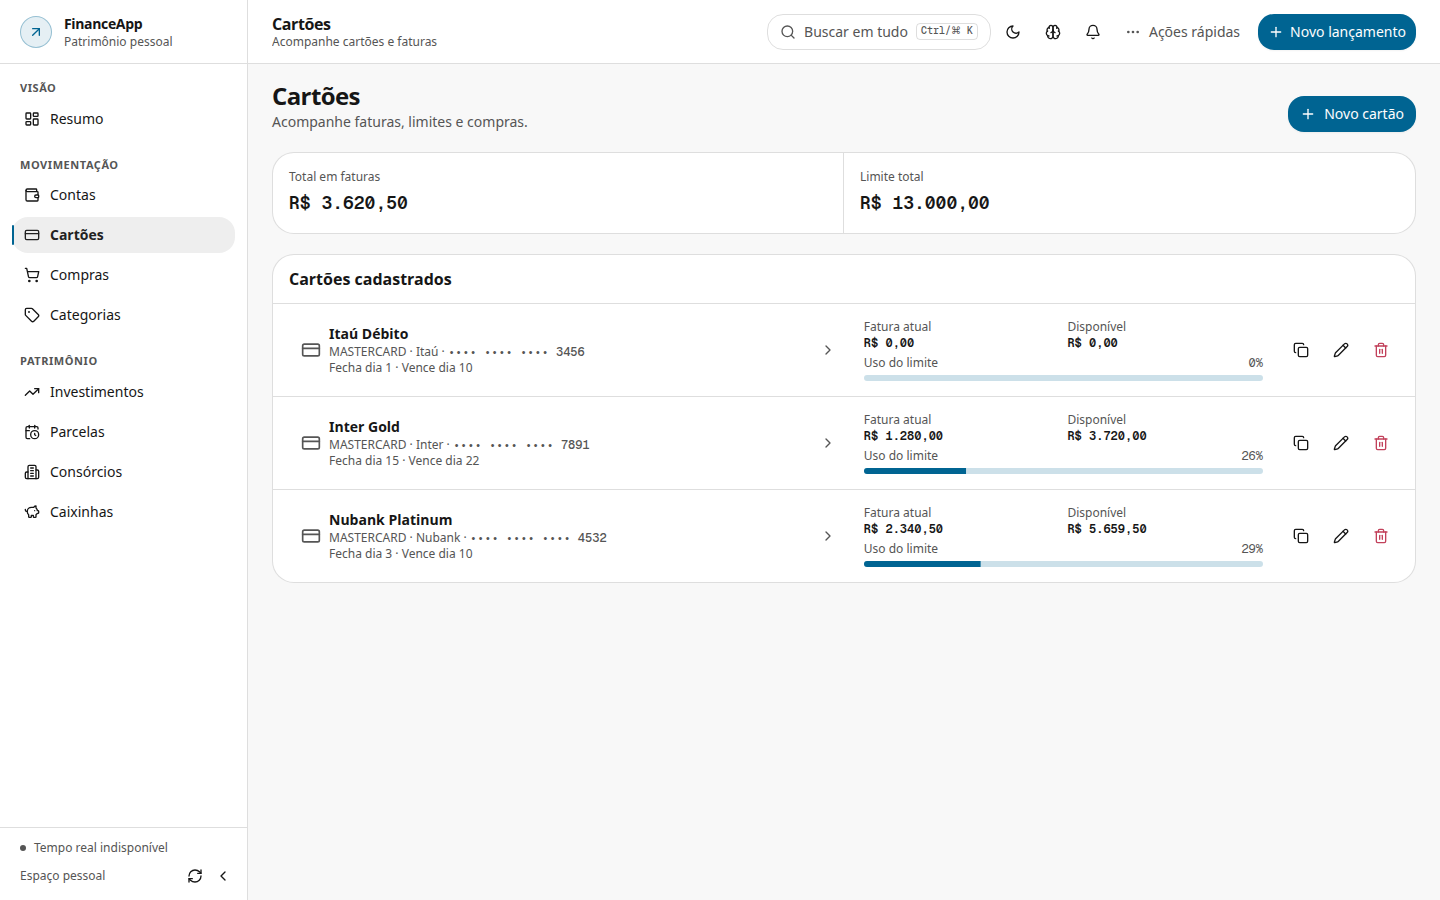 FinanceApp
Patrimônio pessoal
VISÃO
Resumo
MOVIMENTAÇÃO
Contas
Cartões
Compras
Categorias
PATRIMÔNIO
Investimentos
Parcelas
Consórcios
Caixinhas
Tempo real indisponível
Espaço pessoal
Cartões
Acompanhe cartões e faturas
Buscar em tudo Ctrl/⌘ K
Ações rápidas
Novo lançamento
Cartões
Acompanhe faturas, limites e compras.
Novo cartão
Total em faturas
R$ 3.620,50
Limite total
R$ 13.000,00
Cartões cadastrados
Itaú Débito
MASTERCARD · Itaú · •••• •••• •••• 3456
Fecha dia 1 · Vence dia 10
Fatura atual
R$ 0,00
Disponível
R$ 0,00
Uso do limite 0%
Inter Gold
MASTERCARD · Inter · •••• •••• •••• 7891
Fecha dia 15 · Vence dia 22
Fatura atual
R$ 1.280,00
Disponível
R$ 3.720,00
Uso do limite 26%
Nubank Platinum
MASTERCARD · Nubank · •••• •••• •••• 4532
Fecha dia 3 · Vence dia 10
Fatura atual
R$ 2.340,50
Disponível
R$ 5.659,50
Uso do limite 29%